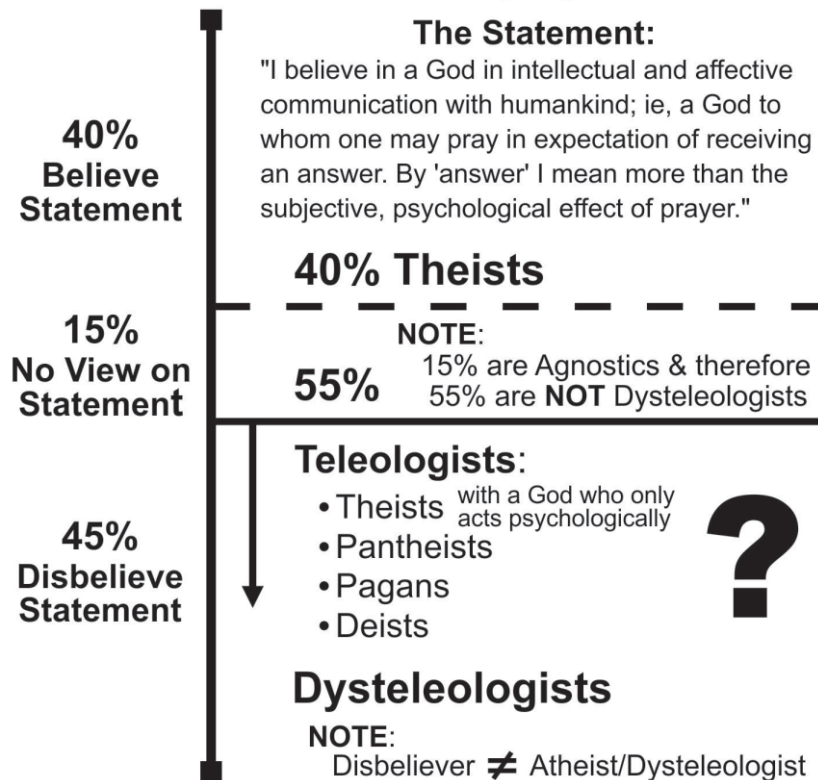 The Statement:
"I believe in a God in intellectual and affective
communication with humankind; ie, a God to
whom one may pray in expectation of receiving
an answer. By 'answer' I mean more than the
subjective, psychological effect of prayer."
40%
Believe
Statement
40% Theists
15%
No View on
Statement
NOTE:
15% are Agnostics & therefore
55% are NOT Dysteleologists
55%
45%
Disbelieve
Statement
Teleologists:
• Theists with a God who only
acts psychologically
• Pantheists
• Pagans
• Deists
?
Dysteleologists
NOTE:
Disbeliever ≠ Atheist/Dysteleologist